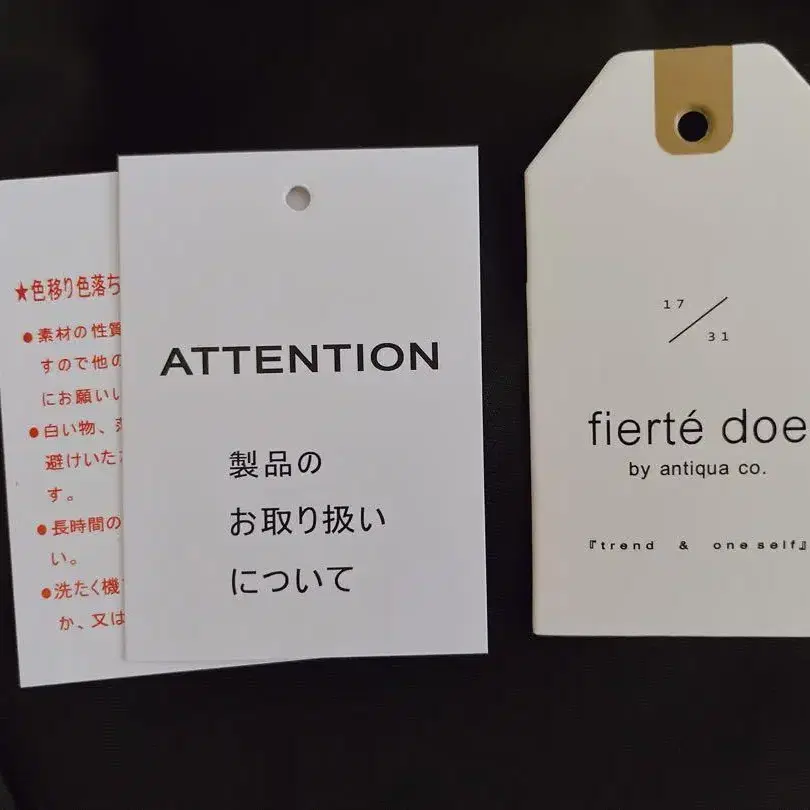 ★色移り色落ち
●素材の性質
すので他の
にお願いし
●白い物、淡
避けいただ
す。
●長時間の
い。
●洗たく機
か、又は
ATTENTION
製品の
お取り扱い
について
17
31
fierté doe
by antiqua co.
『trend & oneself』